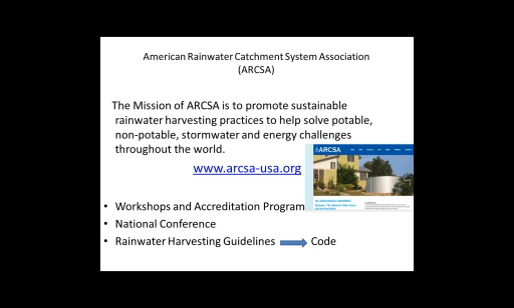 American Rainwater Catchment System Association
(ARCSA)
The Mission of ARCSA is to promote sustainable
rainwater harvesting practices to help solve potable,
non-potable, stormwater and energy challenges
throughout the world.
ARCSA
www.arcsa-usa.org
• Workshops and Accreditation Program
• National Conference
• Rainwater Harvesting Guidelines Code